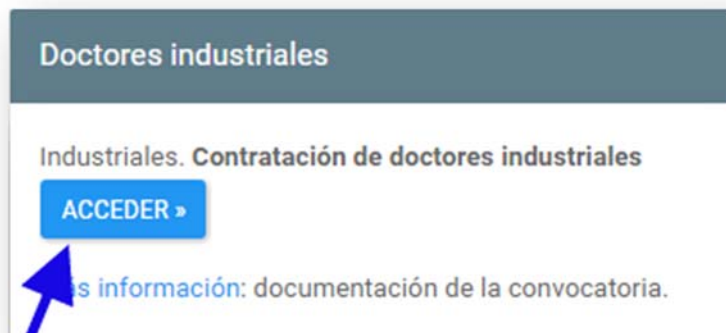 Doctores industriales
Industriales. Contratación de doctores industriales
ACCEDER »
información: documentación de la convocatoria.